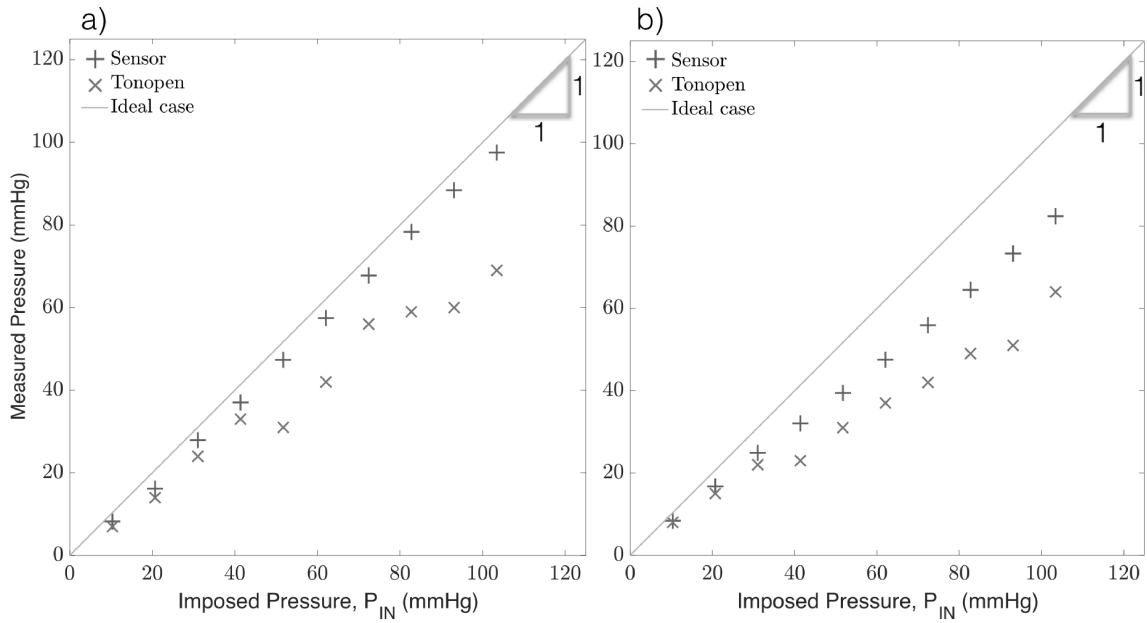 a)
Sensor
Tonopen
Ideal case
1
1
120
100
80
60
40
20
0
0 20 40 60 80 100 120
Measured Pressure (mmHg)
Imposed Pressure, P_IN (mmHg)
b)
Sensor
Tonopen
Ideal case
1
1
120
100
80
60
40
20
0
0 20 40 60 80 100 120
Imposed Pressure, P_IN (mmHg)